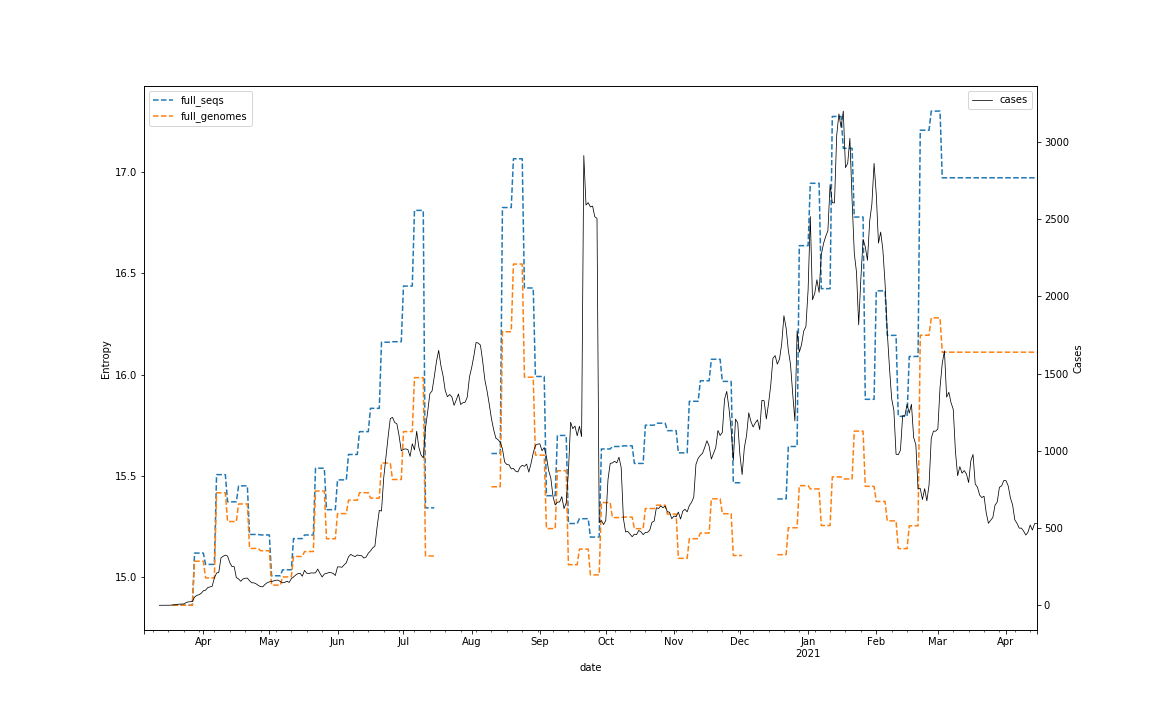 full_seqs
full_genomes
cases
17.0
16.5
16.0
15.5
15.0
Entropy
3000
2500
2000
1500
1000
500
0
Cases
Apr May Jun Jul Aug Sep Oct Nov Dec Jan Feb Mar Apr
2021
date